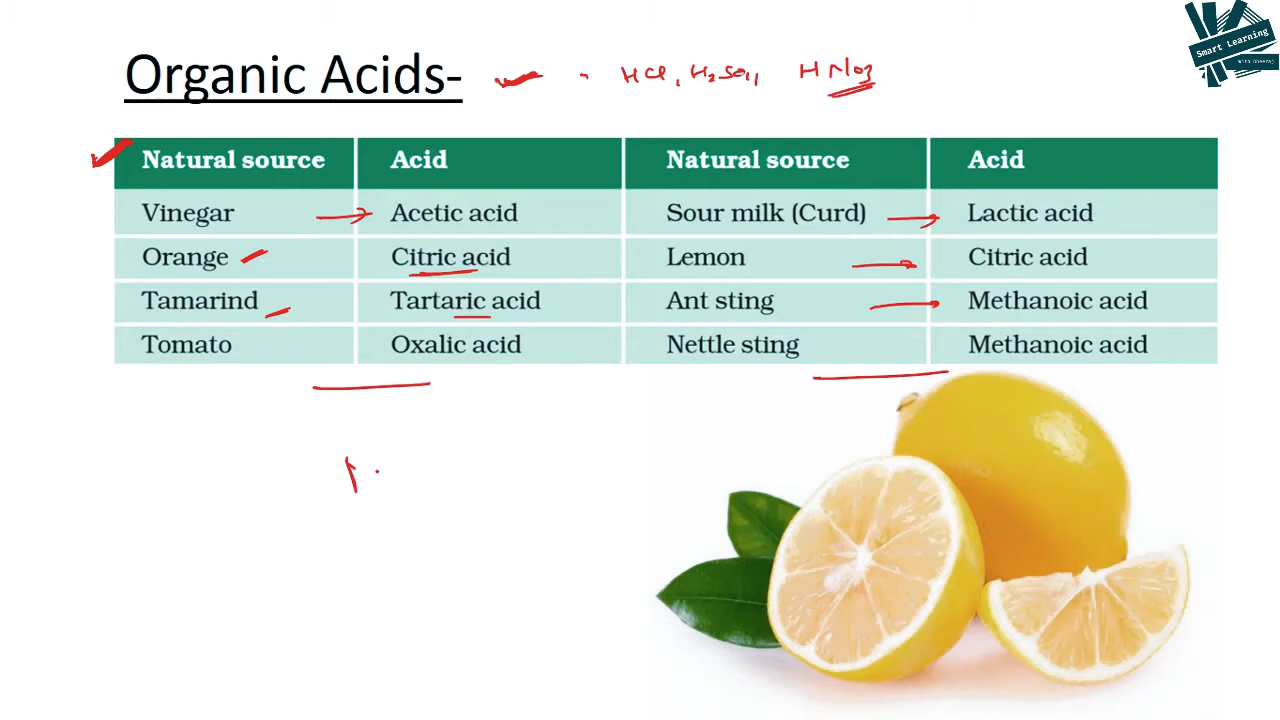 Smart Learning
With Dheeraj
Organic Acids- HCl, H₂SO₄, HNO₃
Natural source Acid Natural source Acid
Vinegar Acetic acid Sour milk (Curd) Lactic acid
Orange Citric acid Lemon Citric acid
Tamarind Tartaric acid Ant sting Methanoic acid
Tomato Oxalic acid Nettle sting Methanoic acid